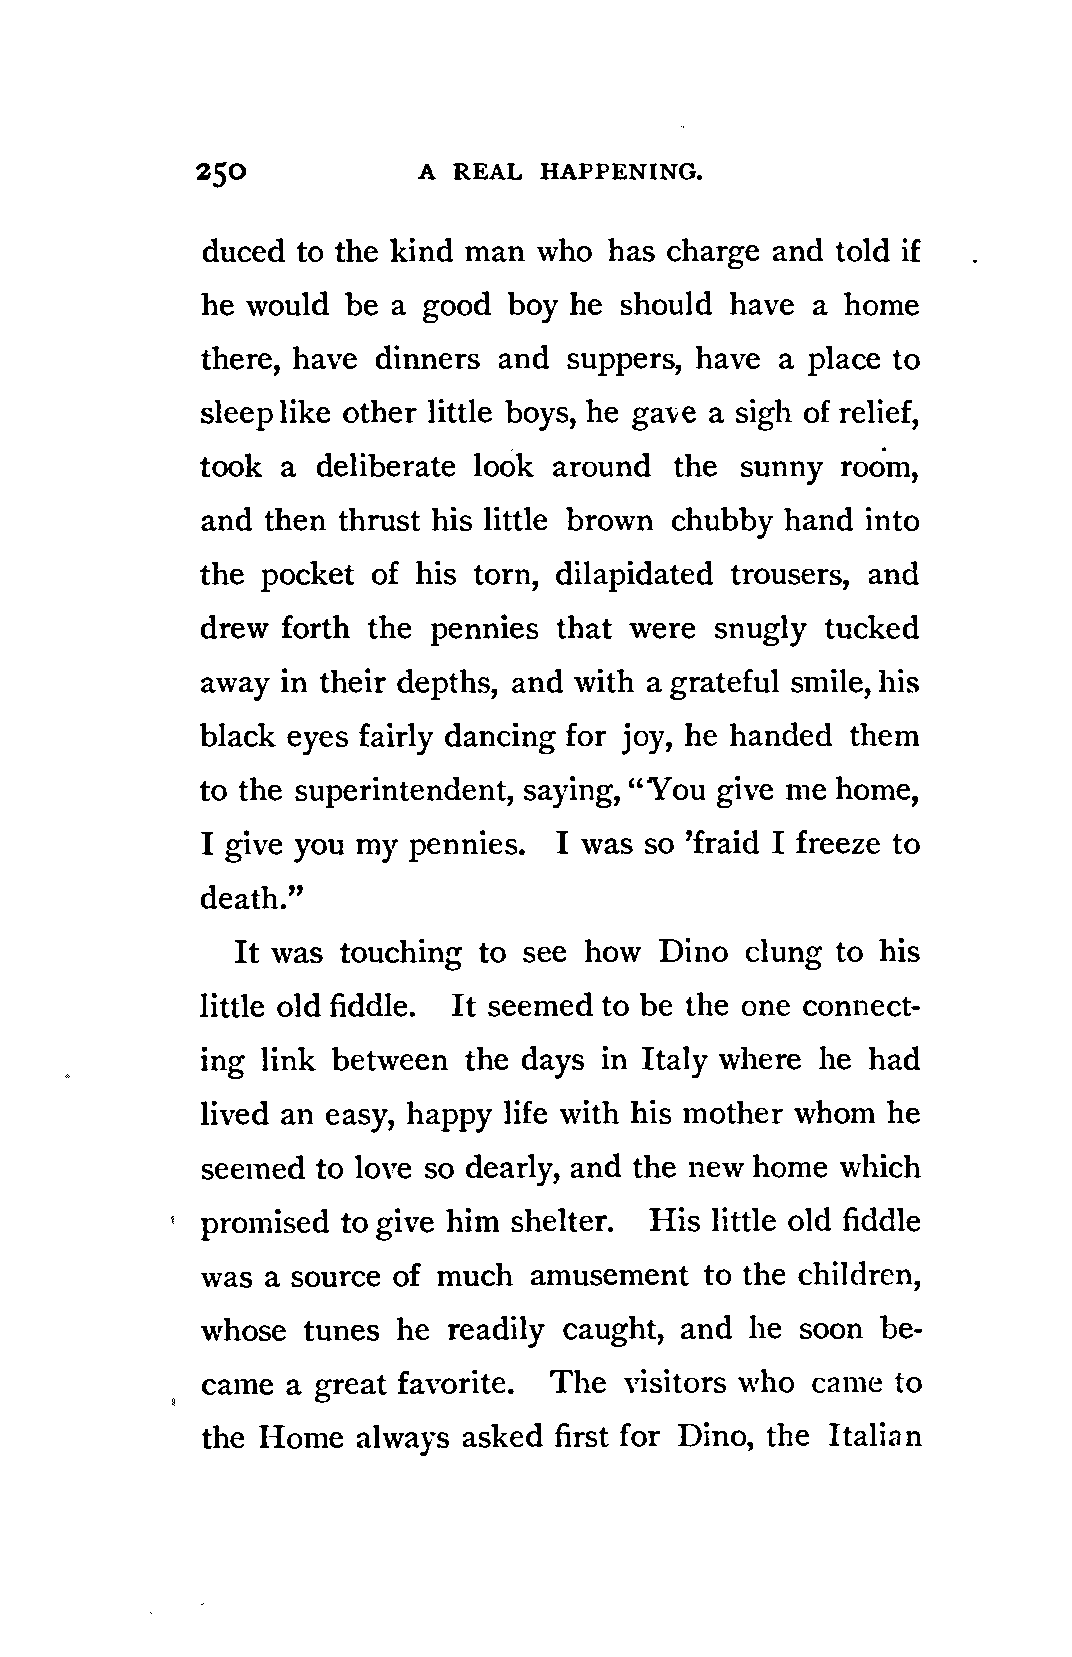 250 A REAL HAPPENING.
duced to the kind man who has charge and told if
he would be a good boy he should have a home
there, have dinners and suppers, have a place to
sleep like other little boys, he gave a sigh of relief,
took a deliberate look around the sunny room,
and then thrust his little brown chubby hand into
the pocket of his torn, dilapidated trousers, and
drew forth the pennies that were snugly tucked
away in their depths, and with a grateful smile, his
black eyes fairly dancing for joy, he handed them
to the superintendent, saying, “You give me home,
I give you my pennies. I was so ’fraid I freeze to
death.”
It was touching to see how Dino clung to his
little old fiddle. It seemed to be the one connect-
ing link between the days in Italy where he had
lived an easy, happy life with his mother whom he
seemed to love so dearly, and the new home which
promised to give him shelter. His little old fiddle
was a source of much amusement to the children,
whose tunes he readily caught, and he soon be-
came a great favorite. The visitors who came to
the Home always asked first for Dino, the Italian